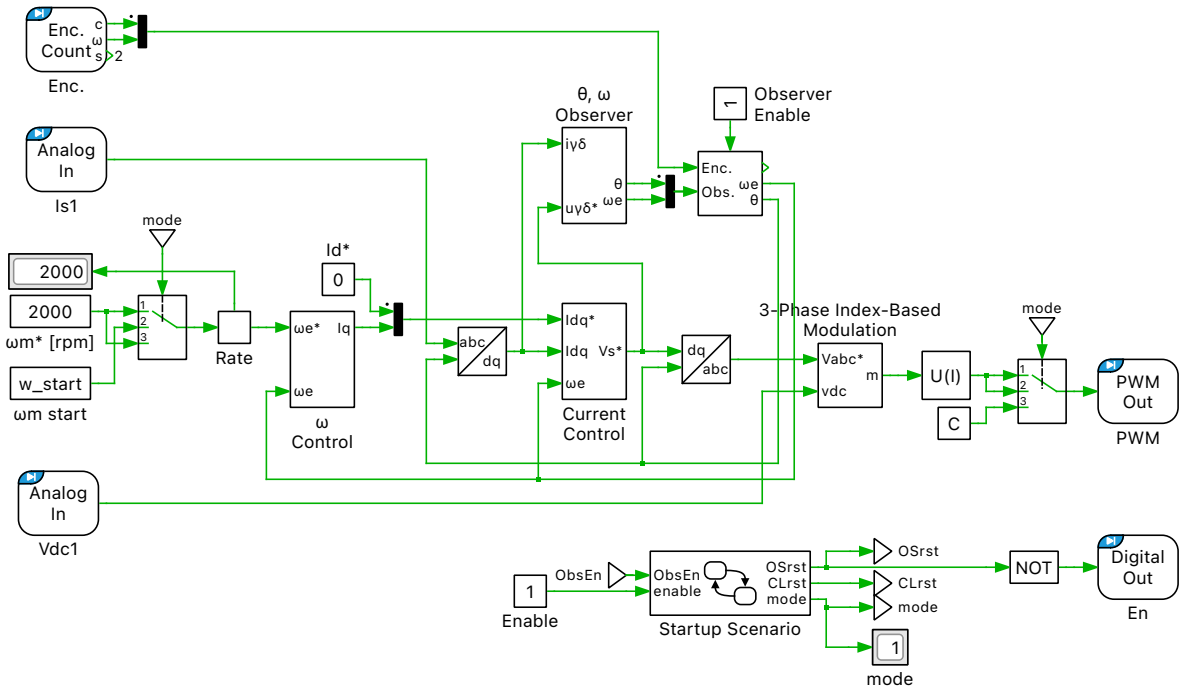 Enc.
Count
c
ω
s
2
Enc.
Analog
In
Is1
mode
2000
2000
ωm* [rpm]
1
2
3
w_start
ωm start
Rate
Id*
0
ωe*
Iq
ωe
ω
Control
abc
dq
θ, ω
Observer
iγδ
θ
ωe
uγδ*
1
Observer
Enable
Enc.
Obs.
ωe
θ
Idq*
Idq
Vs*
ωe
Current
Control
dq
abc
3-Phase Index-Based
Modulation
Vabc*
m
vdc
U(I)
C
mode
1
2
3
PWM
Out
PWM
Analog
In
Vdc1
1
Enable
ObsEn
ObsEn
enable
OSrst
CLrst
mode
Startup Scenario
OSrst
CLrst
mode
1
mode
NOT
Digital
Out
En